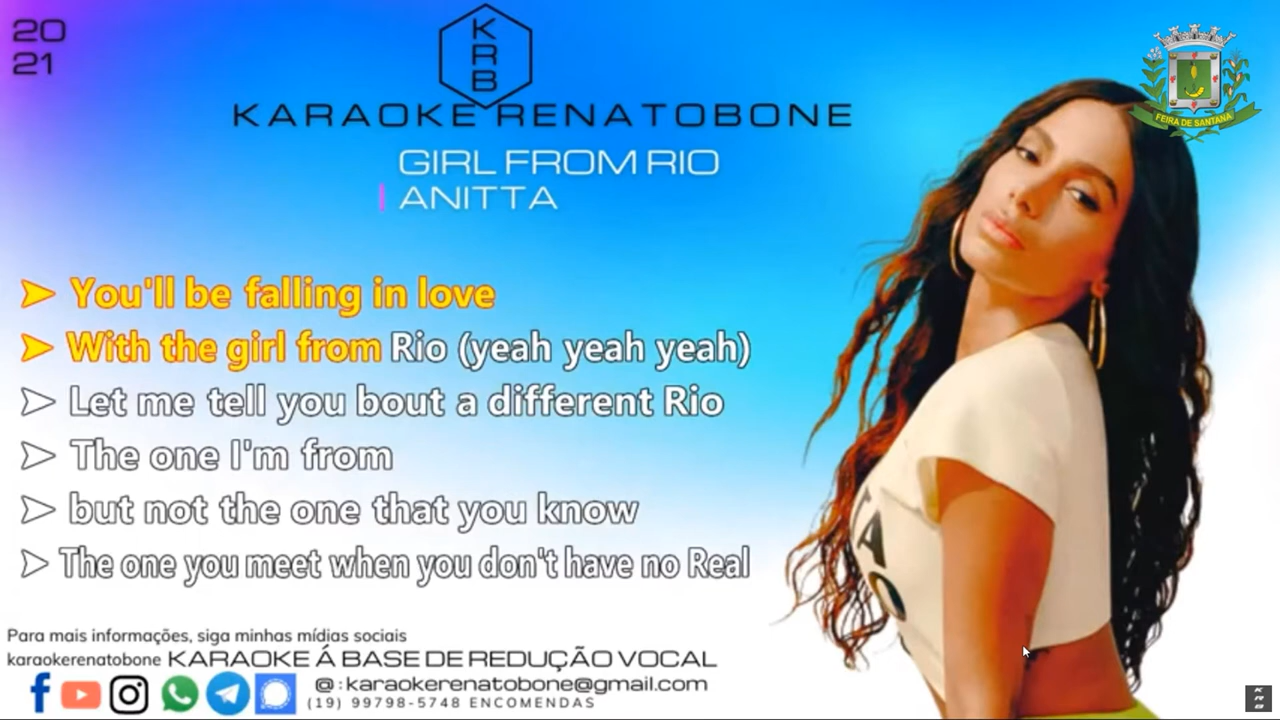 20
21
K
R
B
KARAOKE RENATOBONE
GIRL FROM RIO
ANITTA
FEIRA DE SANTANA
You'll be falling in love
With the girl from Rio (yeah yeah yeah)
Let me tell you bout a different Rio
The one I'm from
but not the one that you know
The one you meet when you don't have no Real
Para mais informações, siga minhas mídias sociais
karaokerenatobone KARAOKE Á BASE DE REDUÇÃO VOCAL
@:karaokerenatobone@gmail.com
(19) 99798-5748 ENCOMENDAS
K
R
B